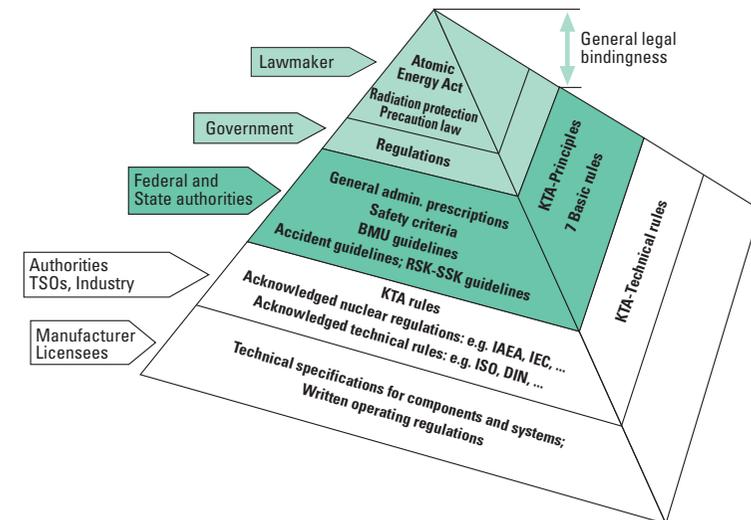 General legal
bindingness
Lawmaker
Atomic
Energy Act
Radiation protection
Precaution law
Government
Regulations
Federal and
State authorities
General admin. prescriptions
Safety criteria
BMU guidelines
Accident guidelines; RSK-SSK guidelines
KTA-Principles
7 Basic rules
Authorities
TSOs, Industry
KTA rules
Acknowledged nuclear regulations: e.g. IAEA, IEC, ...
Acknowledged technical rules: e.g. ISO, DIN, ...
KTA-Technical rules
Manufacturer
Licensees
Technical specifications for components and systems;
Written operating regulations